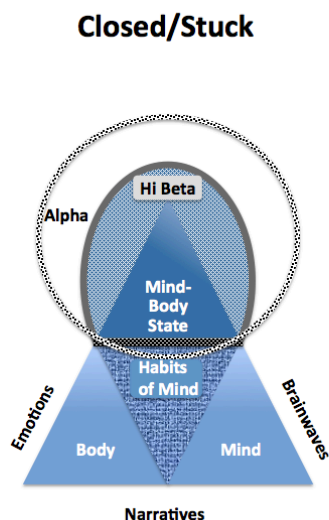 Closed/Stuck
Hi Beta
Alpha
Mind-
Body
State
Habits
of Mind
Emotions
Brainwaves
Body
Mind
Narratives